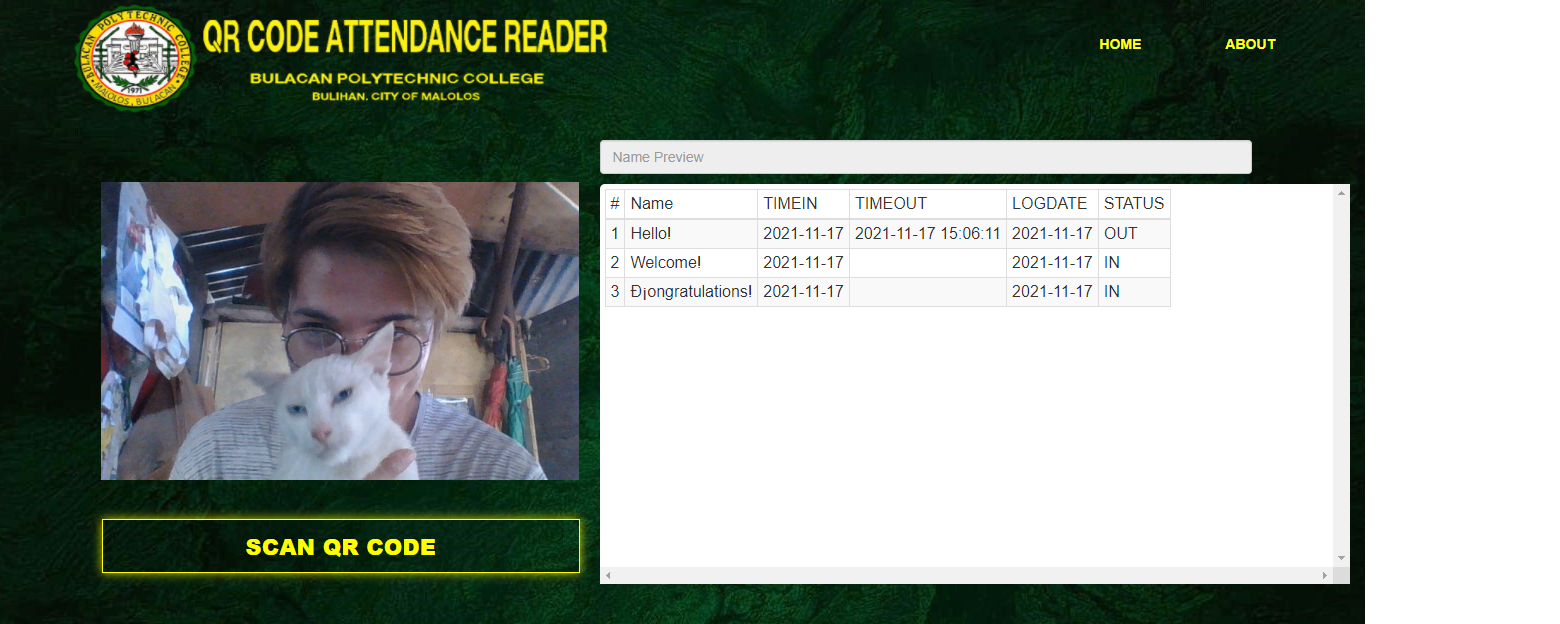 BULACAN POLYTECHNIC COLLEGE
1971
MALOLOS, BULACAN
QR CODE ATTENDANCE READER
BULACAN POLYTECHNIC COLLEGE
BULIHAN. CITY OF MALOLOS
HOME ABOUT
Name Preview
# Name TIMEIN TIMEOUT LOGDATE STATUS
1 Hello! 2021-11-17 2021-11-17 15:06:11 2021-11-17 OUT
2 Welcome! 2021-11-17 2021-11-17 IN
3 Đjongratulations! 2021-11-17 2021-11-17 IN
SCAN QR CODE